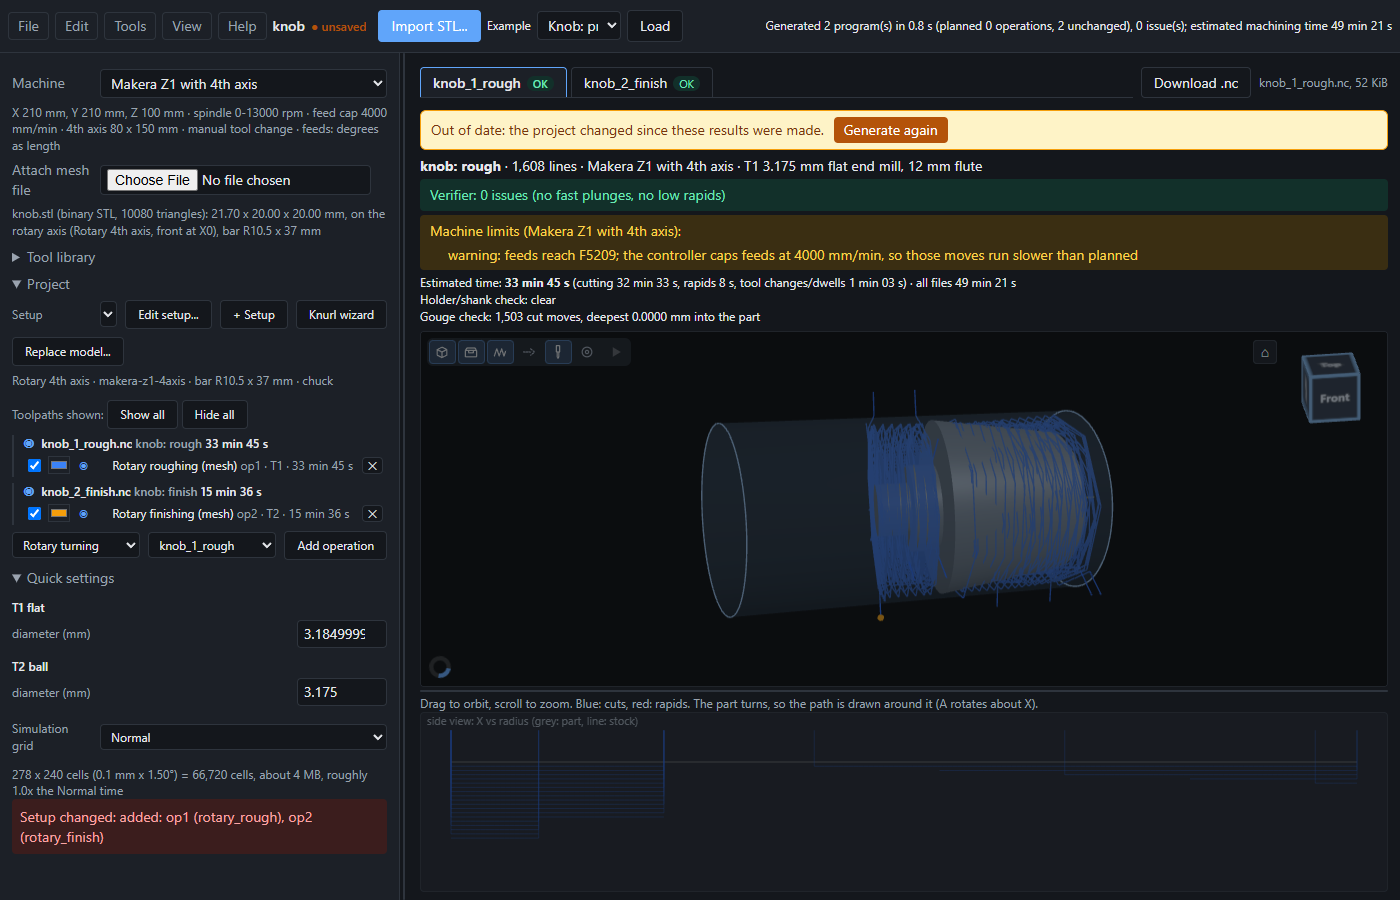 File Edit Tools View Help knob • unsaved Import STL... Example Knob: pr Load Generated 2 program(s) in 0.8 s (planned 0 operations, 2 unchanged), 0 issue(s); estimated machining time 49 min 21 s
Machine Makera Z1 with 4th axis
X 210 mm, Y 210 mm, Z 100 mm · spindle 0-13000 rpm · feed cap 4000
mm/min · 4th axis 80 x 150 mm · manual tool change · feeds: degrees
as length
Attach mesh
file
Choose File No file chosen
knob.stl (binary STL, 10080 triangles): 21.70 x 20.00 x 20.00 mm, on the
rotary axis (Rotary 4th axis, front at X0), bar R10.5 x 37 mm
Tool library
Project
Setup Edit setup... + Setup Knurl wizard
Replace model...
Rotary 4th axis · makera-z1-4axis · bar R10.5 x 37 mm · chuck
Toolpaths shown: Show all Hide all
knob_1_rough.nc knob: rough 33 min 45 s
Rotary roughing (mesh) op1 · T1 · 33 min 45 s
knob_2_finish.nc knob: finish 15 min 36 s
Rotary finishing (mesh) op2 · T2 · 15 min 36 s
Rotary turning knob_1_rough Add operation
Quick settings
T1 flat
diameter (mm) 3.1849999
T2 ball
diameter (mm) 3.175
Simulation
grid
Normal
278 x 240 cells (0.1 mm x 1.50°) = 66,720 cells, about 4 MB, roughly
1.0x the Normal time
Setup changed: added: op1 (rotary_rough), op2
(rotary_finish)
knob_1_rough OK knob_2_finish OK Download .nc knob_1_rough.nc, 52 KiB
Out of date: the project changed since these results were made. Generate again
knob: rough · 1,608 lines · Makera Z1 with 4th axis · T1 3.175 mm flat end mill, 12 mm flute
Verifier: 0 issues (no fast plunges, no low rapids)
Machine limits (Makera Z1 with 4th axis):
warning: feeds reach F5209; the controller caps feeds at 4000 mm/min, so those moves run slower than planned
Estimated time: 33 min 45 s (cutting 32 min 33 s, rapids 8 s, tool changes/dwells 1 min 03 s) · all files 49 min 21 s
Holder/shank check: clear
Gouge check: 1,503 cut moves, deepest 0.0000 mm into the part
Top
Front
Drag to orbit, scroll to zoom. Blue: cuts, red: rapids. The part turns, so the path is drawn around it (A rotates about X).
side view: X vs radius (grey: part, line: stock)